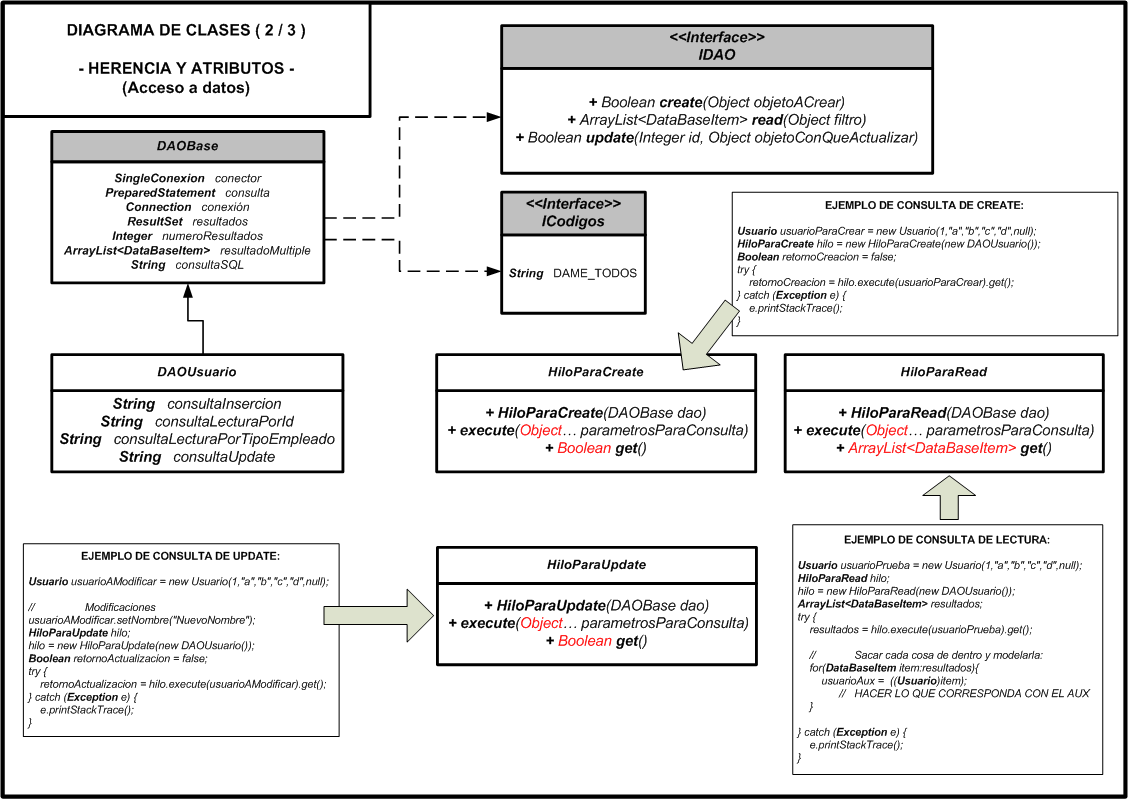 DIAGRAMA DE CLASES ( 2 / 3 )
- HERENCIA Y ATRIBUTOS -
(Acceso a datos)
<<Interface>>
IDAO
+ Boolean create(Object objetoACrear)
+ ArrayList<DataBaseItem> read(Object filtro)
+ Boolean update(Integer id, Object objetoConQueActualizar)
DAOBase
SingleConexion conector
PreparedStatement consulta
Connection conexión
ResultSet resultados
Integer numeroResultados
ArrayList<DataBaseItem> resultadoMultiple
String consultaSQL
<<Interface>>
ICodigos
String DAME_TODOS
EJEMPLO DE CONSULTA DE CREATE:
Usuario usuarioParaCrear = new Usuario(1,"a","b","c","d",null);
HiloParaCreate hilo = new HiloParaCreate(new DAOUsuario());
Boolean retornoCreacion = false;
try {
retornoCreacion = hilo.execute(usuarioParaCrear).get();
} catch (Exception e) {
e.printStackTrace();
}
DAOUsuario
String consultaInsercion
String consultaLecturaPorId
String consultaLecturaPorTipoEmpleado
String consultaUpdate
HiloParaCreate
+ HiloParaCreate(DAOBase dao)
+ execute(Object… parametrosParaConsulta)
+ Boolean get()
HiloParaRead
+ HiloParaRead(DAOBase dao)
+ execute(Object… parametrosParaConsulta)
+ ArrayList<DataBaseItem> get()
EJEMPLO DE CONSULTA DE UPDATE:
Usuario usuarioAModificar = new Usuario(1,"a","b","c","d",null);
// Modificaciones
usuarioAModificar.setNombre("NuevoNombre");
HiloParaUpdate hilo;
hilo = new HiloParaUpdate(new DAOUsuario());
Boolean retornoActualizacion = false;
try {
retornoActualizacion = hilo.execute(usuarioAModificar).get();
} catch (Exception e) {
e.printStackTrace();
}
HiloParaUpdate
+ HiloParaUpdate(DAOBase dao)
+ execute(Object… parametrosParaConsulta)
+ Boolean get()
EJEMPLO DE CONSULTA DE LECTURA:
Usuario usuarioPrueba = new Usuario(1,"a","b","c","d",null);
HiloParaRead hilo;
hilo = new HiloParaRead(new DAOUsuario());
ArrayList<DataBaseItem> resultados;
try {
resultados = hilo.execute(usuarioPrueba).get();
// Sacar cada cosa de dentro y modelarla:
for(DataBaseItem item:resultados){
usuarioAux = ((Usuario)item);
// HACER LO QUE CORRESPONDA CON EL AUX
}
} catch (Exception e) {
e.printStackTrace();
}